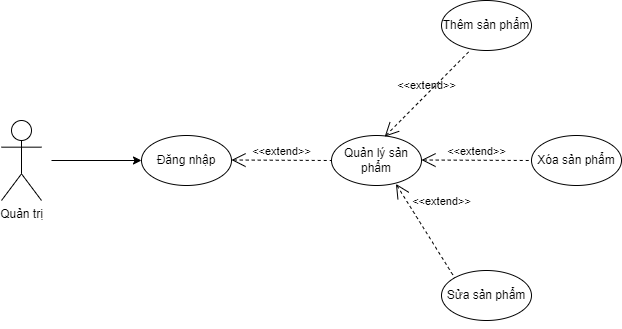 Thêm sản phẩm
<<extend>>
Đăng nhập
<<extend>>
Quản lý sản
phẩm
<<extend>>
Xóa sản phẩm
<<extend>>
Quản trị
Sửa sản phẩm